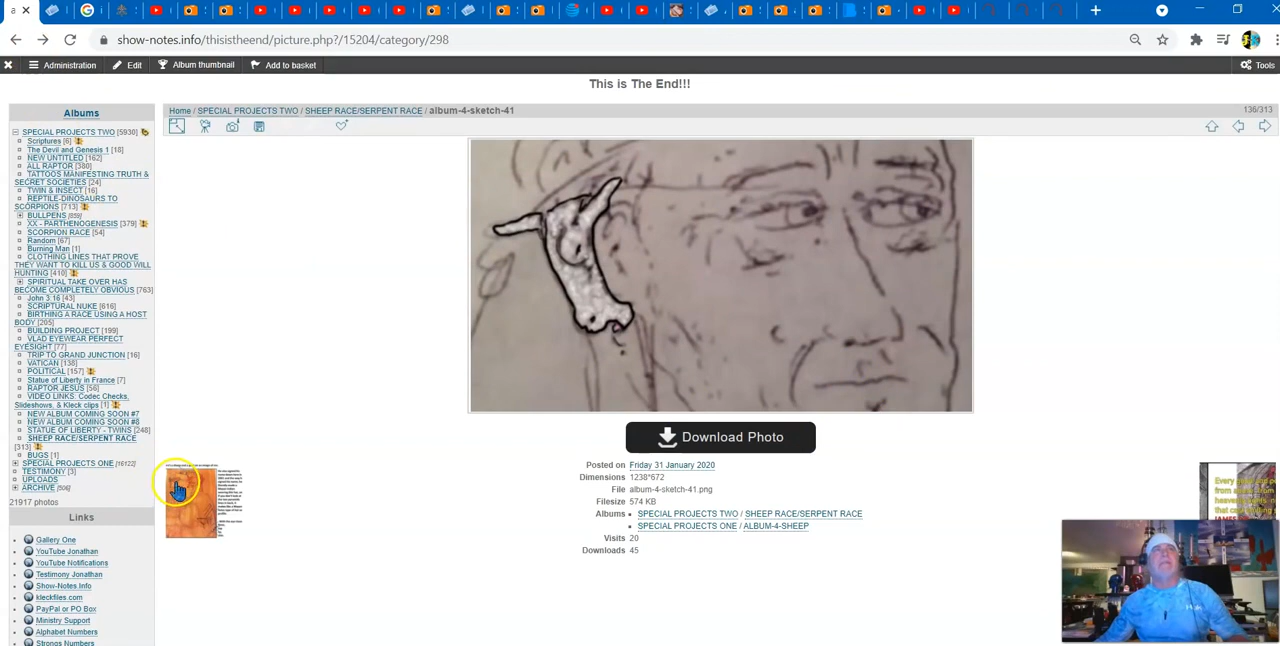 a
show-notes.info/thisistheend/picture.php?/15204/category/298
Administration
Edit
Album thumbnail
Add to basket
Tools
This is The End!!!
Albums
SPECIAL PROJECTS TWO [5930]
Scriptures [6]
The Devil and Genesis 1 [18]
NEW UNTITLED [162]
ALL RAPTOR [380]
TATTOOS MANIFESTING TRUTH &
SECRET SOCIETIES [24]
TWIN & INSECT [16]
REPTILE-DINOSAURS TO
SCORPIONS [713]
BULLPENS [859]
XX - PARTHENOGENESIS [379]
SCORPION RACE [54]
Random [67]
Burning Man [1]
CLOTHING LINES THAT PROVE
THEY WANT TO KILL US & GOOD WILL
HUNTING [410]
SPIRITUAL TAKE OVER HAS
BECOME COMPLETELY OBVIOUS [763]
John 3:16 [43]
SCRIPTURAL NUKE [616]
BIRTHING A RACE USING A HOST
BODY [205]
BUILDING PROJECT [199]
VLAD EYEWEAR PERFECT
EYESIGHT [77]
TRIP TO GRAND JUNCTION [16]
VATICAN [138]
POLITICAL [157]
Statue of Liberty in France [7]
RAPTOR JESUS [56]
VIDEO LINKS: Codec Checks,
Slideshows, & Kleck clips [1]
NEW ALBUM COMING SOON #7
NEW ALBUM COMING SOON #8
STATUE OF LIBERTY - TWINS [248]
SHEEP RACE/SERPENT RACE
[313]
BUGS [1]
SPECIAL PROJECTS ONE [16122]
TESTIMONY [3]
UPLOADS
ARCHIVE [506]
21917 photos
Links
Gallery One
YouTube Jonathan
YouTube Notifications
Testimony Jonathan
Show-Notes.Info
kleckfiles.com
PayPal or PO Box
Ministry Support
Alphabet Numbers
Strongs Numbers
Home / SPECIAL PROJECTS TWO / SHEEP RACE/SERPENT RACE / album-4-sketch-41
136/313
Download Photo
Posted on Friday 31 January 2020
Dimensions 1238*672
File album-4-sketch-41.png
Filesize 574 KB
Albums SPECIAL PROJECTS TWO / SHEEP RACE/SERPENT RACE
SPECIAL PROJECTS ONE / ALBUM-4-SHEEP
Visits 20
Downloads 45